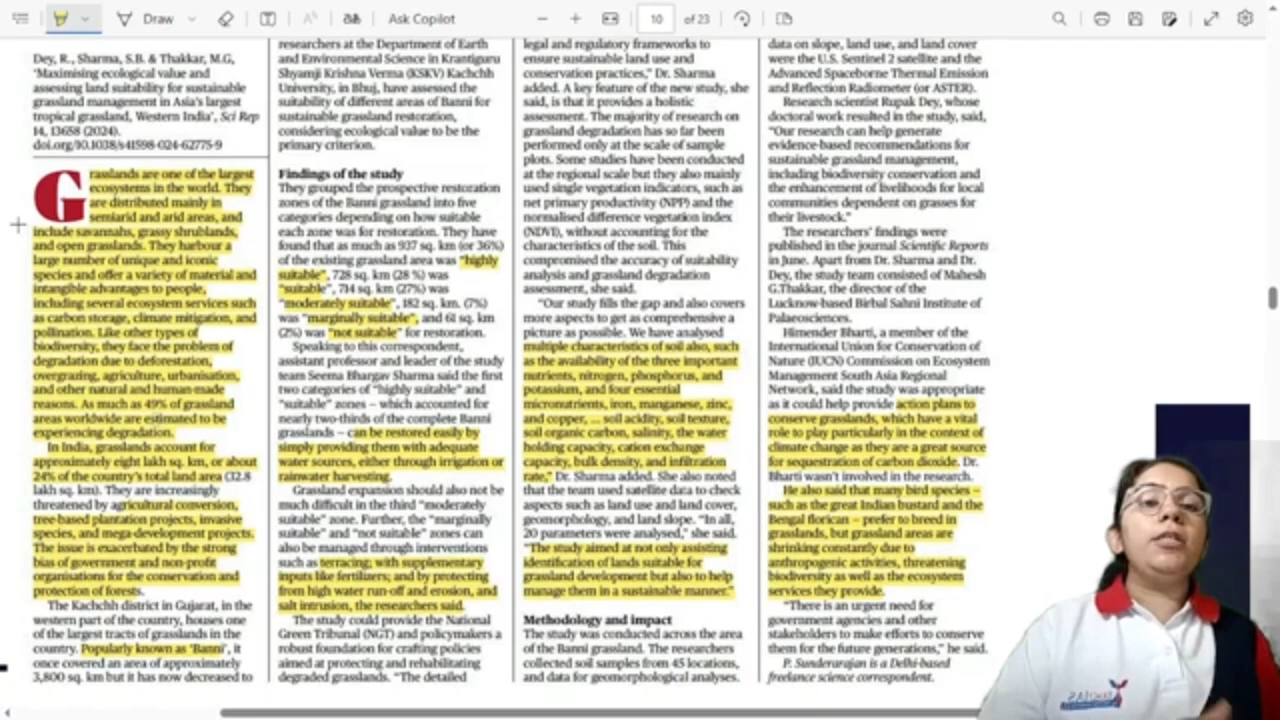 Draw
Ask Copilot
10 of 23
Dey, R., Sharma, S.B. & Thakkar, M.G,
'Maximising ecological value and
assessing land suitability for sustainable
grassland management in Asia's largest
tropical grassland, Western India', Sci Rep
14, 13658 (2024).
doi.org/10.1038/s41598-024-62775-9
Grasslands are one of the largest
ecosystems in the world. They
are distributed mainly in
semiarid and arid areas, and
include savannahs, grassy shrublands,
and open grasslands. They harbour a
large number of unique and iconic
species and offer a variety of material and
intangible advantages to people,
including several ecosystem services such
as carbon storage, climate mitigation, and
pollination. Like other types of
biodiversity, they face the problem of
degradation due to deforestation,
overgrazing, agriculture, urbanisation,
and other natural and human-made
reasons. As much as 49% of grassland
areas worldwide are estimated to be
experiencing degradation.
In India, grasslands account for
approximately eight lakh sq. km, or about
24% of the country's total land area (32.8
lakh sq. km). They are increasingly
threatened by agricultural conversion,
tree-based plantation projects, invasive
species, and mega-development projects.
The issue is exacerbated by the strong
bias of government and non-profit
organisations for the conservation and
protection of forests.
The Kachchh district in Gujarat, in the
western part of the country, houses one
of the largest tracts of grasslands in the
country. Popularly known as 'Banni', it
once covered an area of approximately
3,800 sq. km but it has now decreased to
researchers at the Department of Earth
and Environmental Science in Krantiguru
Shyamji Krishna Verma (KSKV) Kachchh
University, in Bhuj, have assessed the
suitability of different areas of Banni for
sustainable grassland restoration,
considering ecological value to be the
primary criterion.
Findings of the study
They grouped the prospective restoration
zones of the Banni grassland into five
categories depending on how suitable
each zone was for restoration. They have
found that as much as 937 sq. km (or 36%)
of the existing grassland area was "highly
suitable", 728 sq. km (28 %) was
"suitable", 714 sq. km (27%) was
"moderately suitable", 182 sq. km. (7%)
was "marginally suitable", and 61 sq. km
(2%) was "not suitable" for restoration.
Speaking to this correspondent,
assistant professor and leader of the study
team Seema Bhargav Sharma said the first
two categories of "highly suitable" and
"suitable" zones – which accounted for
nearly two-thirds of the complete Banni
grasslands – can be restored easily by
simply providing them with adequate
water sources, either through irrigation or
rainwater harvesting.
Grassland expansion should also not be
much difficult in the third "moderately
suitable" zone. Further, the "marginally
suitable" and "not suitable" zones can
also be managed through interventions
such as terracing; with supplementary
inputs like fertilizers; and by protecting
from high water run-off and erosion, and
salt intrusion, the researchers said.
The study could provide the National
Green Tribunal (NGT) and policymakers a
robust foundation for crafting policies
aimed at protecting and rehabilitating
degraded grasslands. "The detailed
legal and regulatory frameworks to
ensure sustainable land use and
conservation practices," Dr. Sharma
added. A key feature of the new study, she
said, is that it provides a holistic
assessment. The majority of research on
grassland degradation has so far been
performed only at the scale of sample
plots. Some studies have been conducted
at the regional scale but they also mainly
used single vegetation indicators, such as
net primary productivity (NPP) and the
normalised difference vegetation index
(NDVI), without accounting for the
characteristics of the soil. This
compromised the accuracy of suitability
analysis and grassland degradation
assessment, she said.
"Our study fills the gap and also covers
more aspects to get as comprehensive a
picture as possible. We have analysed
multiple characteristics of soil also, such
as the availability of the three important
nutrients, nitrogen, phosphorus, and
potassium, and four essential
micronutrients, iron, manganese, zinc,
and copper, ... soil acidity, soil texture,
soil organic carbon, salinity, the water
holding capacity, cation exchange
capacity, bulk density, and infiltration
rate," Dr. Sharma added. She also noted
that the team used satellite data to check
aspects such as land use and land cover,
geomorphology, and land slope. "In all,
20 parameters were analysed," she said.
"The study aimed at not only assisting
identification of lands suitable for
grassland development but also to help
manage them in a sustainable manner."
Methodology and impact
The study was conducted across the area
of the Banni grassland. The researchers
collected soil samples from 45 locations,
and data for geomorphological analyses.
data on slope, land use, and land cover
were the U.S. Sentinel 2 satellite and the
Advanced Spaceborne Thermal Emission
and Reflection Radiometer (or ASTER).
Research scientist Rupak Dey, whose
doctoral work resulted in the study, said,
"Our research can help generate
evidence-based recommendations for
sustainable grassland management,
including biodiversity conservation and
the enhancement of livelihoods for local
communities dependent on grasses for
their livestock."
The researchers' findings were
published in the journal Scientific Reports
in June. Apart from Dr. Sharma and Dr.
Dey, the study team consisted of Mahesh
G.Thakkar, the director of the
Lucknow-based Birbal Sahni Institute of
Palaeosciences.
Himender Bharti, a member of the
International Union for Conservation of
Nature (IUCN) Commission on Ecosystem
Management South Asia Regional
Network, said the study was appropriate
as it could help provide action plans to
conserve grasslands, which have a vital
role to play particularly in the context of
climate change as they are a great source
for sequestration of carbon dioxide. Dr.
Bharti wasn't involved in the research.
He also said that many bird species –
such as the great Indian bustard and the
Bengal florican – prefer to breed in
grasslands, but grassland areas are
shrinking constantly due to
anthropogenic activities, threatening
biodiversity as well as the ecosystem
services they provide.
"There is an urgent need for
government agencies and other
stakeholders to make efforts to conserve
them for the future generations," he said.
P. Sunderarajan is a Delhi-based
freelance science correspondent.